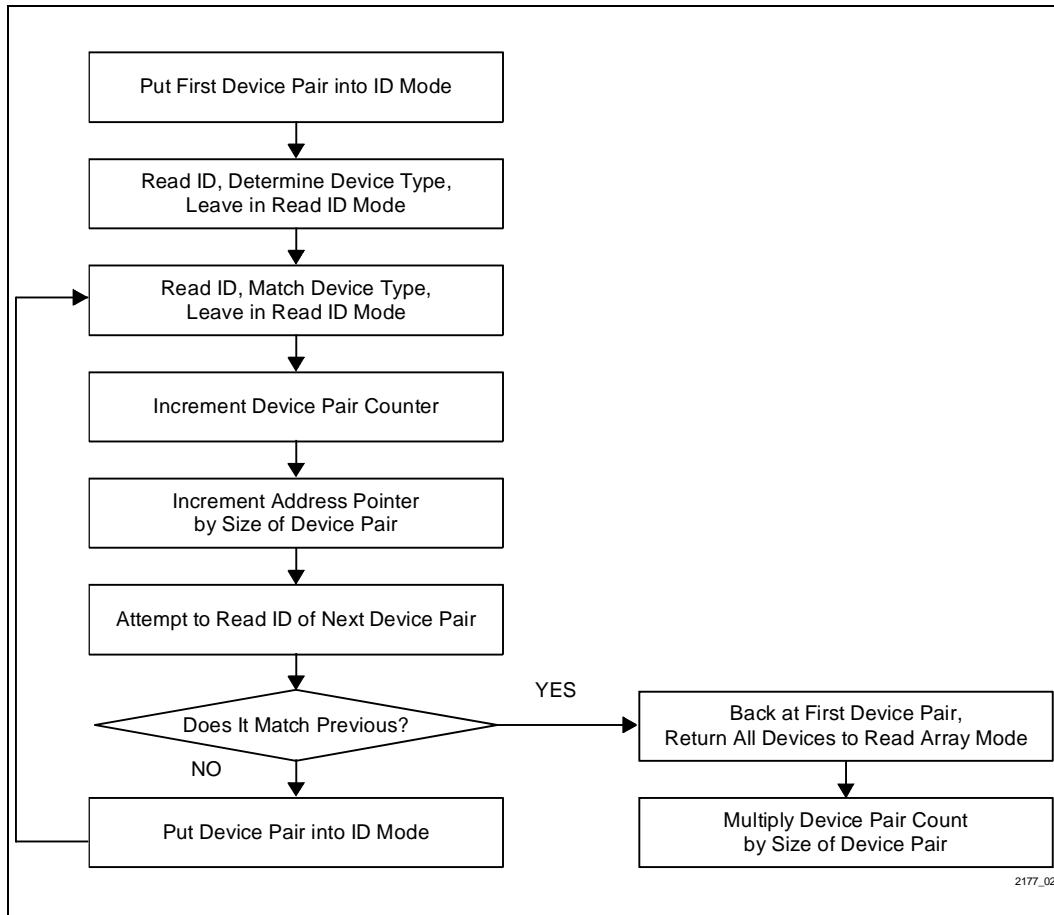 Put First Device Pair into ID Mode
Read ID, Determine Device Type,
Leave in Read ID Mode
Read ID, Match Device Type,
Leave in Read ID Mode
Increment Device Pair Counter
Increment Address Pointer
by Size of Device Pair
Attempt to Read ID of Next Device Pair
Does It Match Previous?
YES
NO
Back at First Device Pair,
Return All Devices to Read Array Mode
Put Device Pair into ID Mode
Multiply Device Pair Count
by Size of Device Pair
2177_02